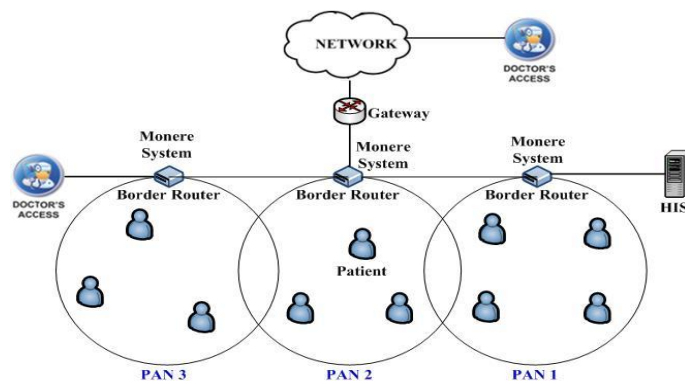 NETWORK
DOCTOR'S
ACCESS
Gateway
Monere
System
Monere
System
Monere
System
DOCTOR'S
ACCESS
Border Router
Border Router
Border Router
HIS
Patient
PAN 3
PAN 2
PAN 1